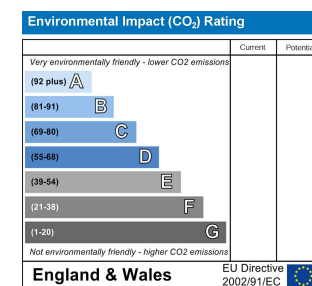 Environmental Impact (CO₂) Rating
Current Potentia
Very environmentally friendly - lower CO2 emissions
(92 plus) A
(81-91) B
(69-80) C
(55-68) D
(39-54) E
(21-38) F
(1-20) G
Not environmentally friendly - higher CO2 emissions
England & Wales
EU Directive
2002/91/EC